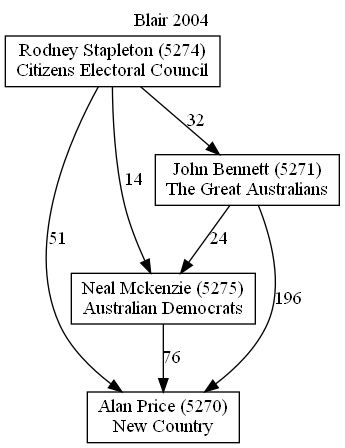 Blair 2004
Rodney Stapleton (5274)
Citizens Electoral Council
32
John Bennett (5271)
The Great Australians
14
51
24
Neal Mckenzie (5275)
Australian Democrats
196
76
Alan Price (5270)
New Country